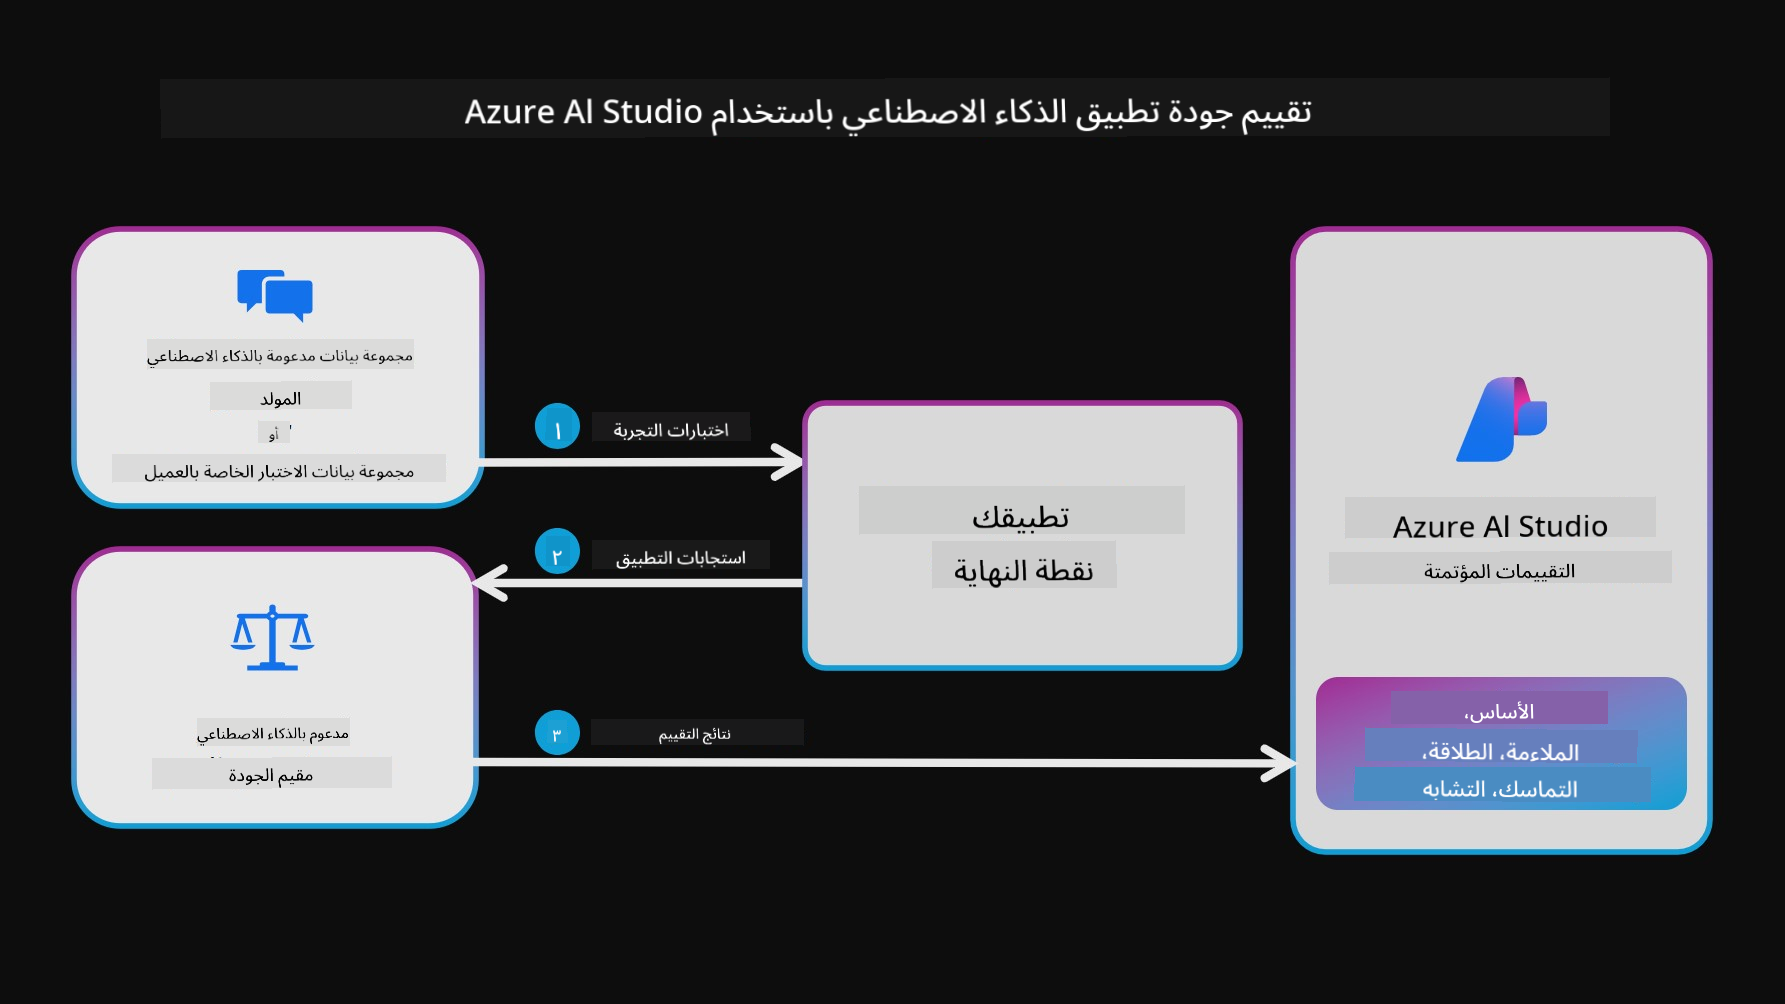 تقييم جودة تطبيق الذكاء الاصطناعي باستخدام Azure AI Studio
مجموعة بيانات مدعومة بالذكاء الاصطناعي
المولد
أو
مجموعة بيانات الاختبار الخاصة بالعميل
١
اختبارات التجربة
٢
استجابات التطبيق
تطبيقك
نقطة النهاية
مدعوم بالذكاء الاصطناعي
مقيم الجودة
٣
نتائج التقييم
Azure AI Studio
التقييمات المؤتمتة
الأساس،
الملاءمة، الطلاقة،
التماسك، التشابه